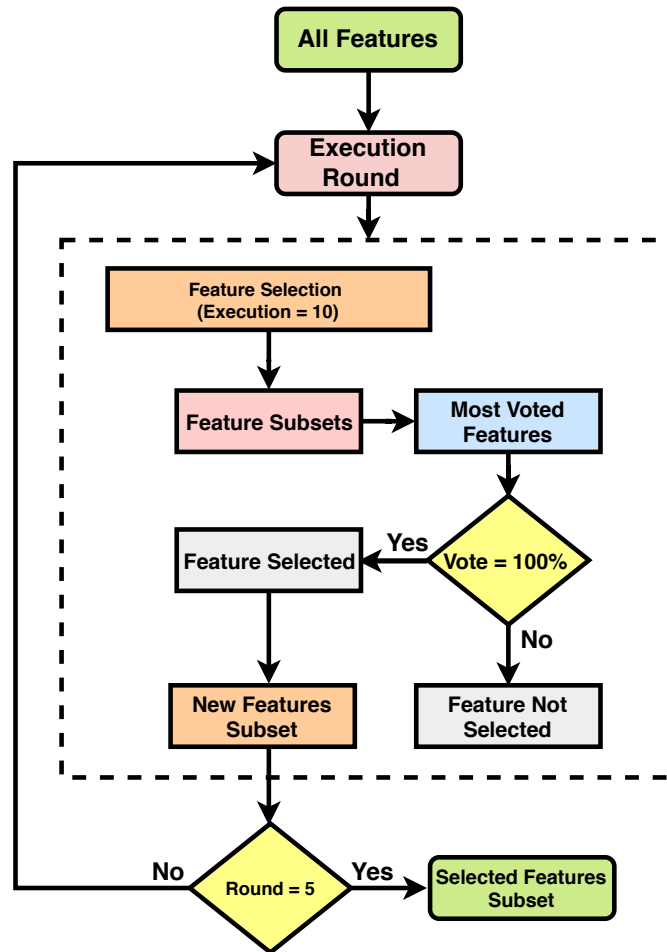 All Features
Execution
Round
Feature Selection
(Execution = 10)
Feature Subsets
Most Voted
Features
Yes
Feature Selected
Vote = 100%
No
New Features
Subset
Feature Not
Selected
No
Round = 5
Yes
Selected Features
Subset